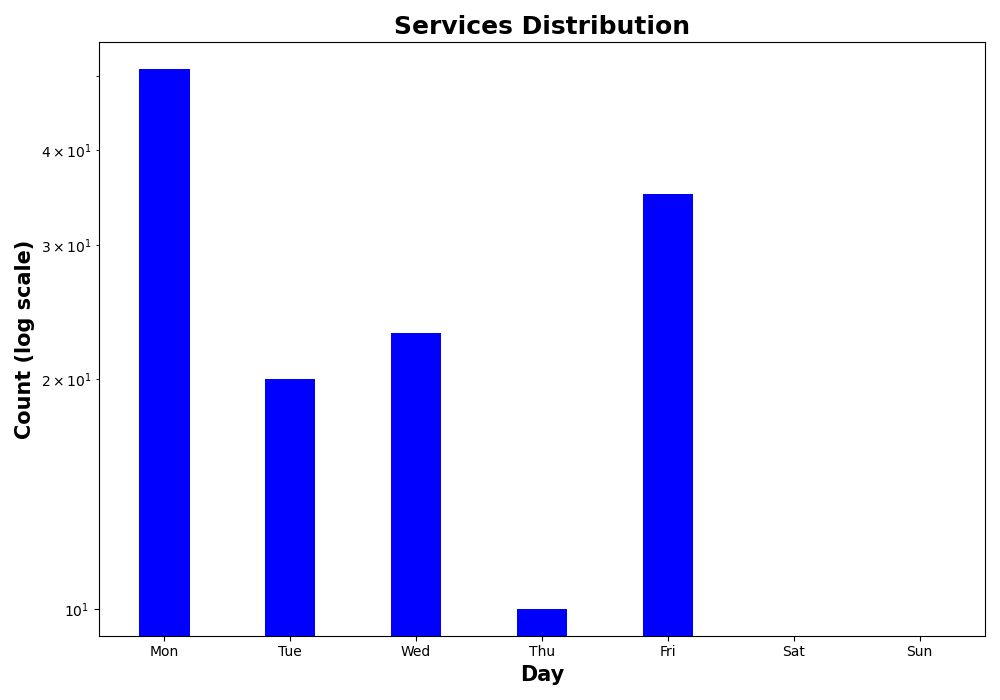 Services Distribution
4 × 10¹
3 × 10¹
2 × 10¹
10¹
Count (log scale)
Mon Tue Wed Thu Fri Sat Sun
Day